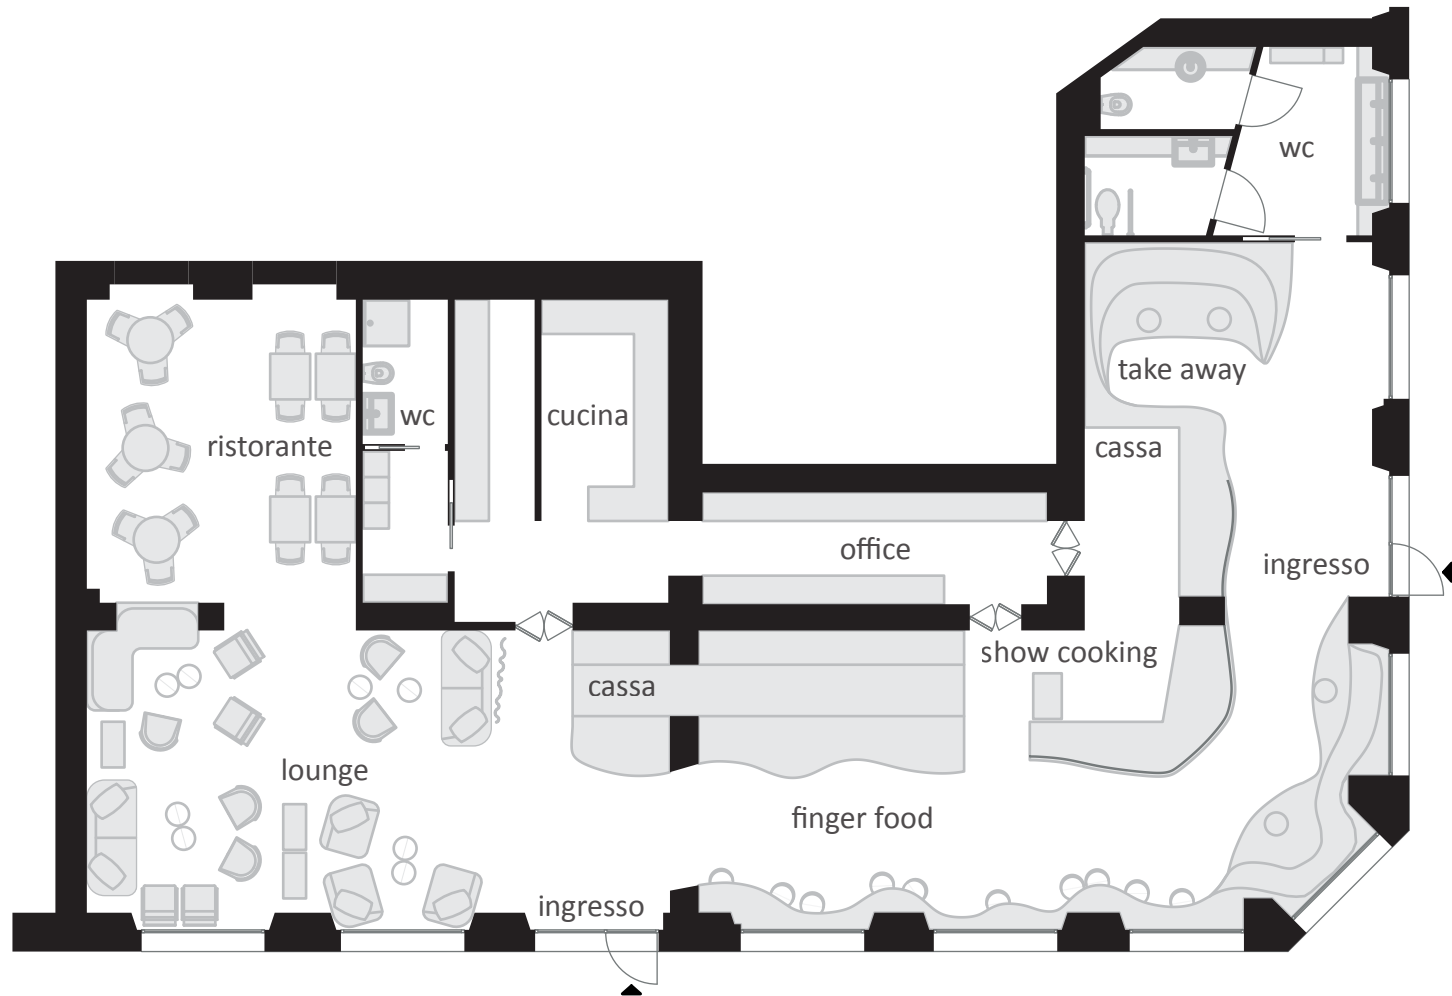 wc
take away
wc
cucina
ristorante
cassa
office
ingresso
show cooking
cassa
lounge
finger food
ingresso